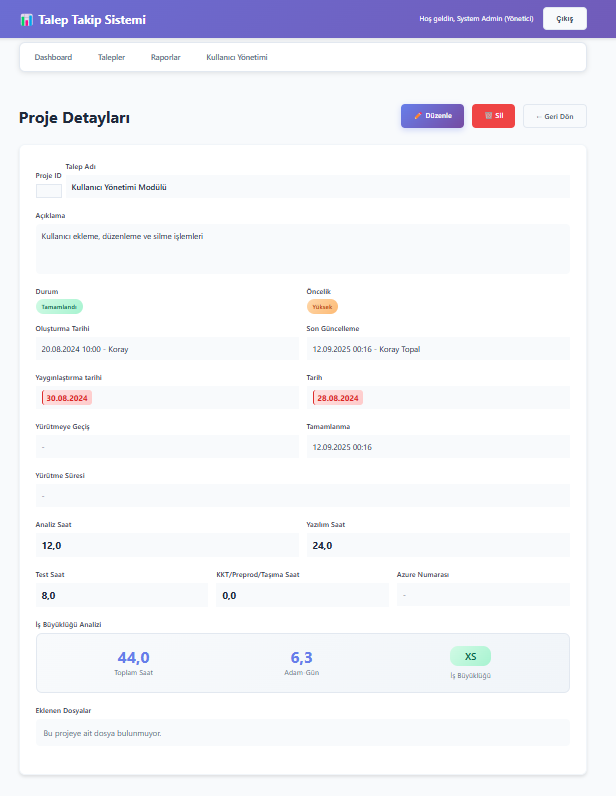 Talep Takip Sistemi
Hoş geldin, System Admin (Yönetici)
Çıkış
Dashboard
Talepler
Raporlar
Kullanıcı Yönetimi
Proje Detayları
Düzenle
Sil
← Geri Dön
Proje ID
Talep Adı
Kullanıcı Yönetimi Modülü
Açıklama
Kullanıcı ekleme, düzenleme ve silme işlemleri
Durum
Öncelik
Tamamlandı
Yüksek
Oluşturma Tarihi
Son Güncelleme
20.08.2024 10:00 - Koray
12.09.2025 00:16 - Koray Topal
Yaygınlaştırma tarihi
Tarih
30.08.2024
28.08.2024
Yürütmeye Geçiş
Tamamlanma
-
12.09.2025 00:16
Yürütme Süresi
-
Analiz Saat
Yazılım Saat
12,0
24,0
Test Saat
KKT/Preprod/Taşıma Saat
Azure Numarası
8,0
0,0
-
İş Büyüklüğü Analizi
44,0
6,3
XS
Toplam Saat
Adam-Gün
İş Büyüklüğü
Eklenen Dosyalar
Bu projeye ait dosya bulunmuyor.